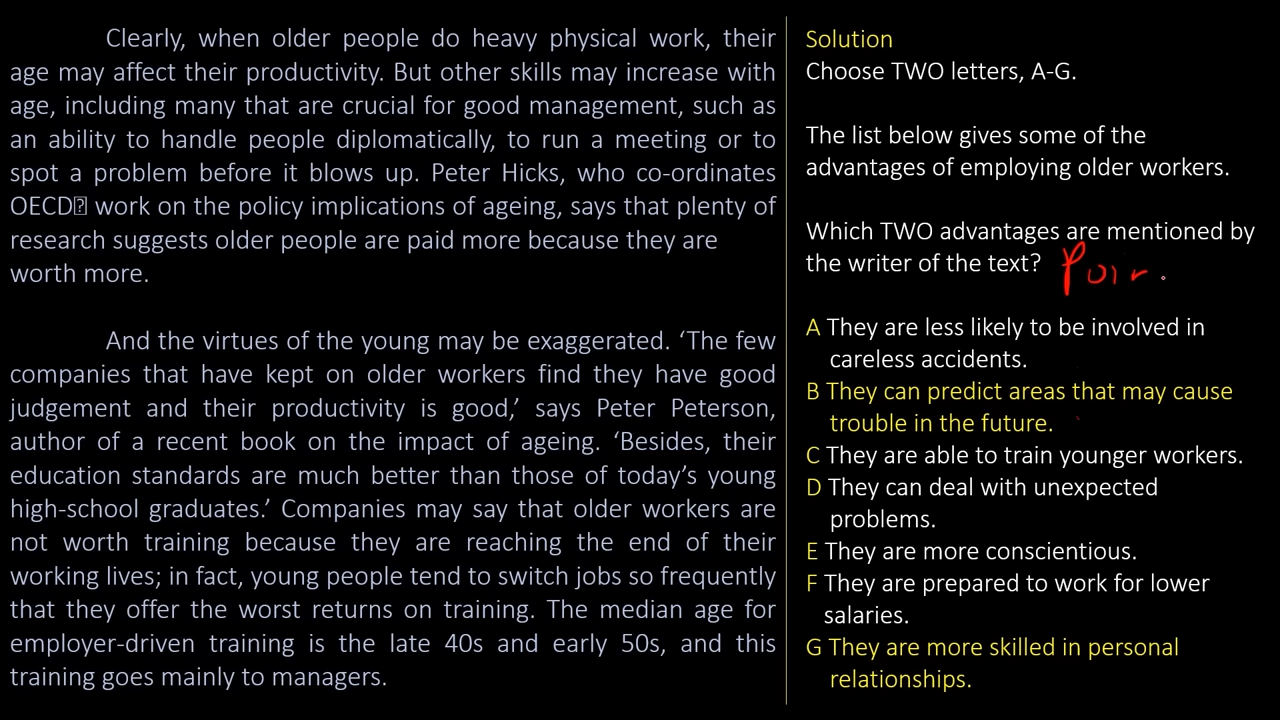 Clearly, when older people do heavy physical work, their
age may affect their productivity. But other skills may increase with
age, including many that are crucial for good management, such as
an ability to handle people diplomatically, to run a meeting or to
spot a problem before it blows up. Peter Hicks, who co-ordinates
OECD work on the policy implications of ageing, says that plenty of
research suggests older people are paid more because they are
worth more.
And the virtues of the young may be exaggerated. ‘The few
companies that have kept on older workers find they have good
judgement and their productivity is good,’ says Peter Peterson,
author of a recent book on the impact of ageing. ‘Besides, their
education standards are much better than those of today’s young
high-school graduates.’ Companies may say that older workers are
not worth training because they are reaching the end of their
working lives; in fact, young people tend to switch jobs so frequently
that they offer the worst returns on training. The median age for
employer-driven training is the late 40s and early 50s, and this
training goes mainly to managers.
Solution
Choose TWO letters, A-G.
The list below gives some of the
advantages of employing older workers.
Which TWO advantages are mentioned by
the writer of the text?
A They are less likely to be involved in
careless accidents.
B They can predict areas that may cause
trouble in the future.
C They are able to train younger workers.
D They can deal with unexpected
problems.
E They are more conscientious.
F They are prepared to work for lower
salaries.
G They are more skilled in personal
relationships.